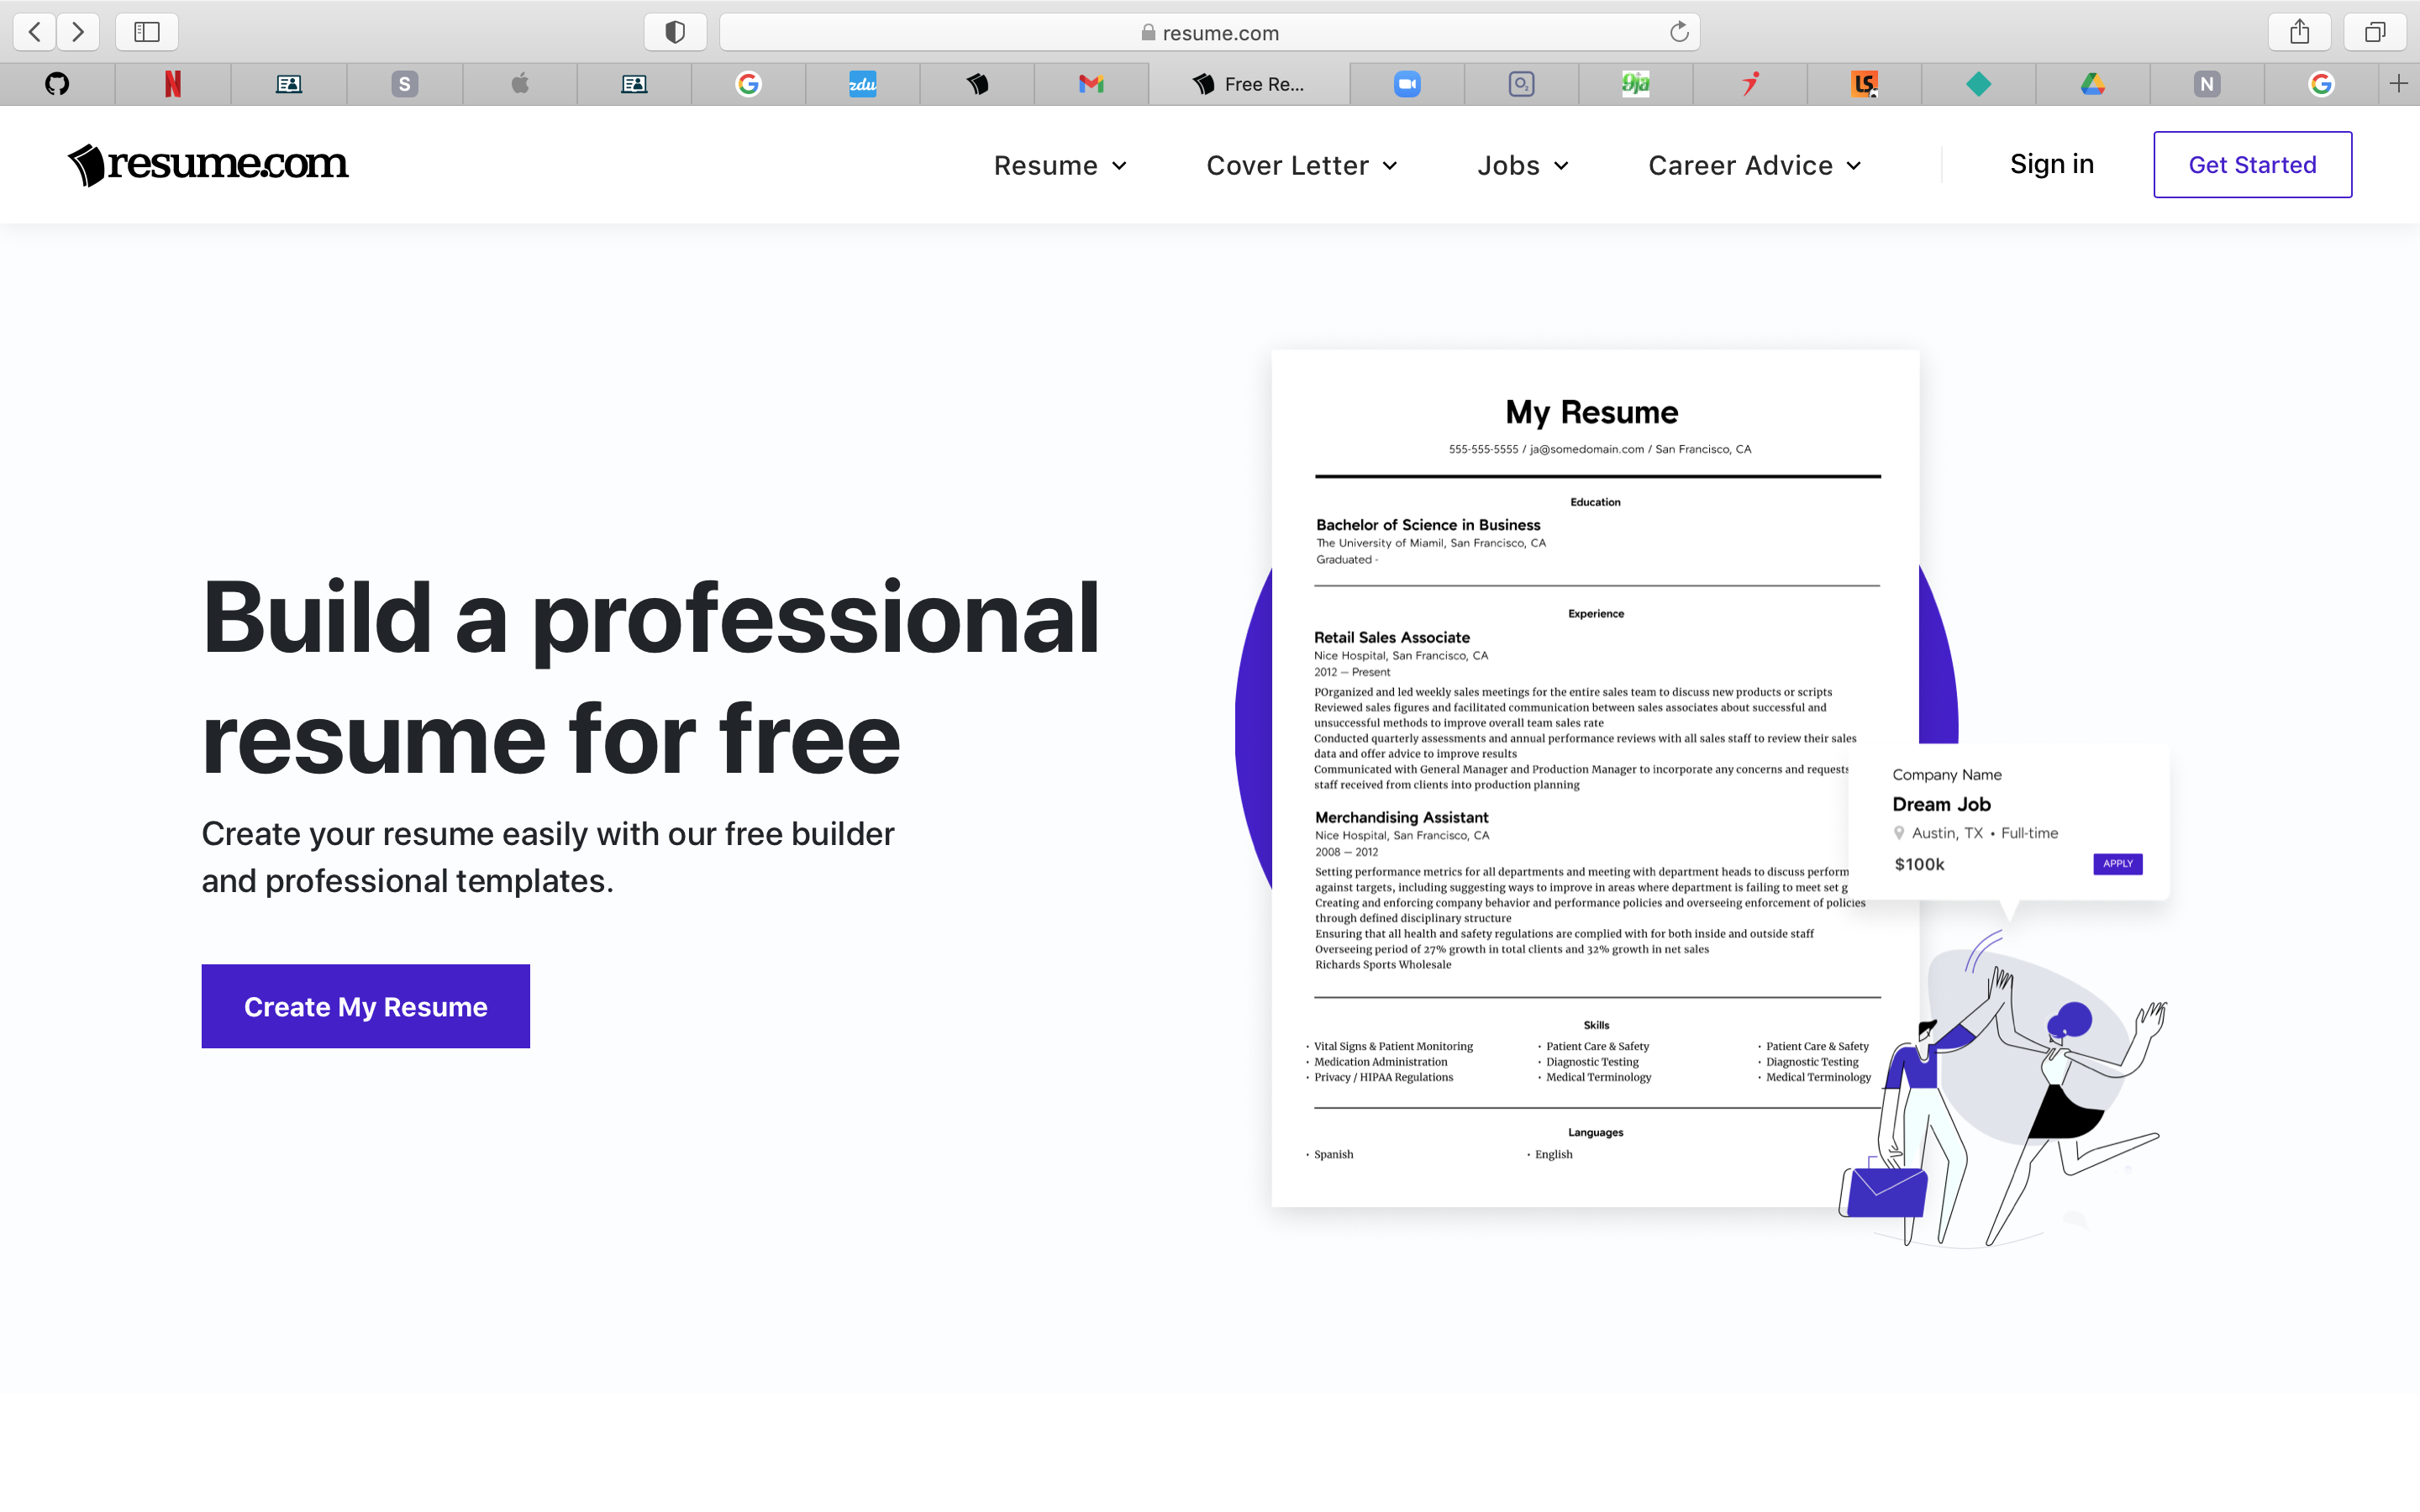 resume.com
S
N
zdu
Free Re...
O₂
9ja
LS
N
resume.com
Resume
Cover Letter
Jobs
Career Advice
Sign in
Get Started
Build a professional
resume for free
Create your resume easily with our free builder
and professional templates.
Create My Resume
My Resume
555-555-5555 / ja@somedomain.com / San Francisco, CA
Education
Bachelor of Science in Business
The University of Miamil, San Francisco, CA
Graduated -
Experience
Retail Sales Associate
Nice Hospital, San Francisco, CA
2012 — Present
POrganized and led weekly sales meetings for the entire sales team to discuss new products or scripts
Reviewed sales figures and facilitated communication between sales associates about successful and
unsuccessful methods to improve overall team sales rate
Conducted quarterly assessments and annual performance reviews with all sales staff to review their sales
data and offer advice to improve results
Communicated with General Manager and Production Manager to incorporate any concerns and requests
staff received from clients into production planning
Merchandising Assistant
Nice Hospital, San Francisco, CA
2008 — 2012
Setting performance metrics for all departments and meeting with department heads to discuss perform
against targets, including suggesting ways to improve in areas where department is failing to meet set g
Creating and enforcing company behavior and performance policies and overseeing enforcement of policies
through defined disciplinary structure
Ensuring that all health and safety regulations are complied with for both inside and outside staff
Overseeing period of 27% growth in total clients and 32% growth in net sales
Richards Sports Wholesale
Skills
• Vital Signs & Patient Monitoring • Patient Care & Safety • Patient Care & Safety
• Medication Administration • Diagnostic Testing • Diagnostic Testing
• Privacy / HIPAA Regulations • Medical Terminology • Medical Terminology
Languages
• Spanish • English
Company Name
Dream Job
Austin, TX • Full-time
$100k
APPLY